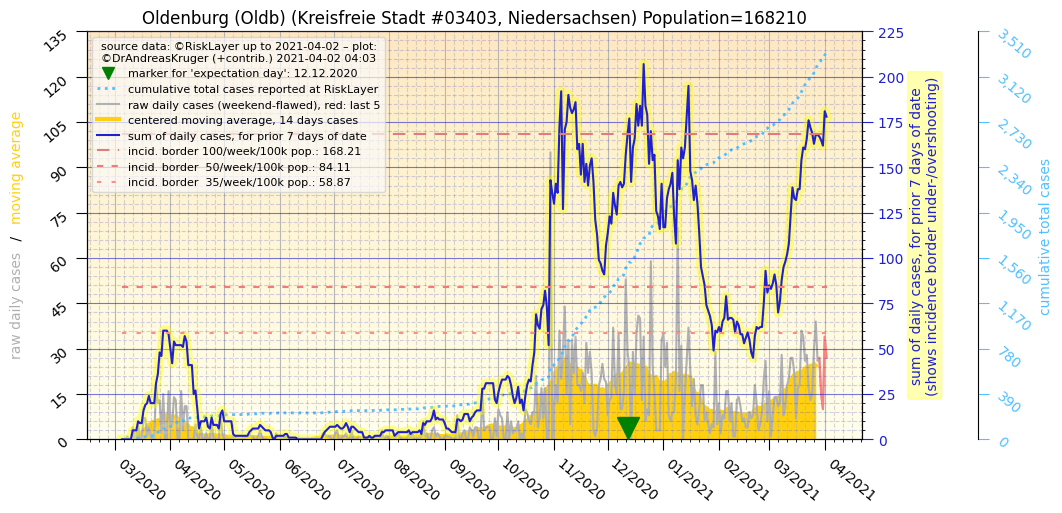 Oldenburg (Oldb) (Kreisfreie Stadt #03403, Niedersachsen) Population=168210
source data: ©RiskLayer up to 2021-04-02 – plot:
©DrAndreasKruger (+contrib.) 2021-04-02 04:03
marker for 'expectation day': 12.12.2020
cumulative total cases reported at RiskLayer
raw daily cases (weekend-flawed), red: last 5
centered moving average, 14 days cases
sum of daily cases, for prior 7 days of date
incid. border 100/week/100k pop.: 168.21
incid. border  50/week/100k pop.: 84.11
incid. border  35/week/100k pop.: 58.87
raw daily cases  /  moving average
135
120
105
90
75
60
45
30
15
0
03/2020
04/2020
05/2020
06/2020
07/2020
08/2020
09/2020
10/2020
11/2020
12/2020
01/2021
02/2021
03/2021
04/2021
225
200
175
150
125
100
75
50
25
0
sum of daily cases, for prior 7 days of date
(shows incidence border under-/overshooting)
3,510
3,120
2,730
2,340
1,950
1,560
1,170
780
390
0
cumulative total cases